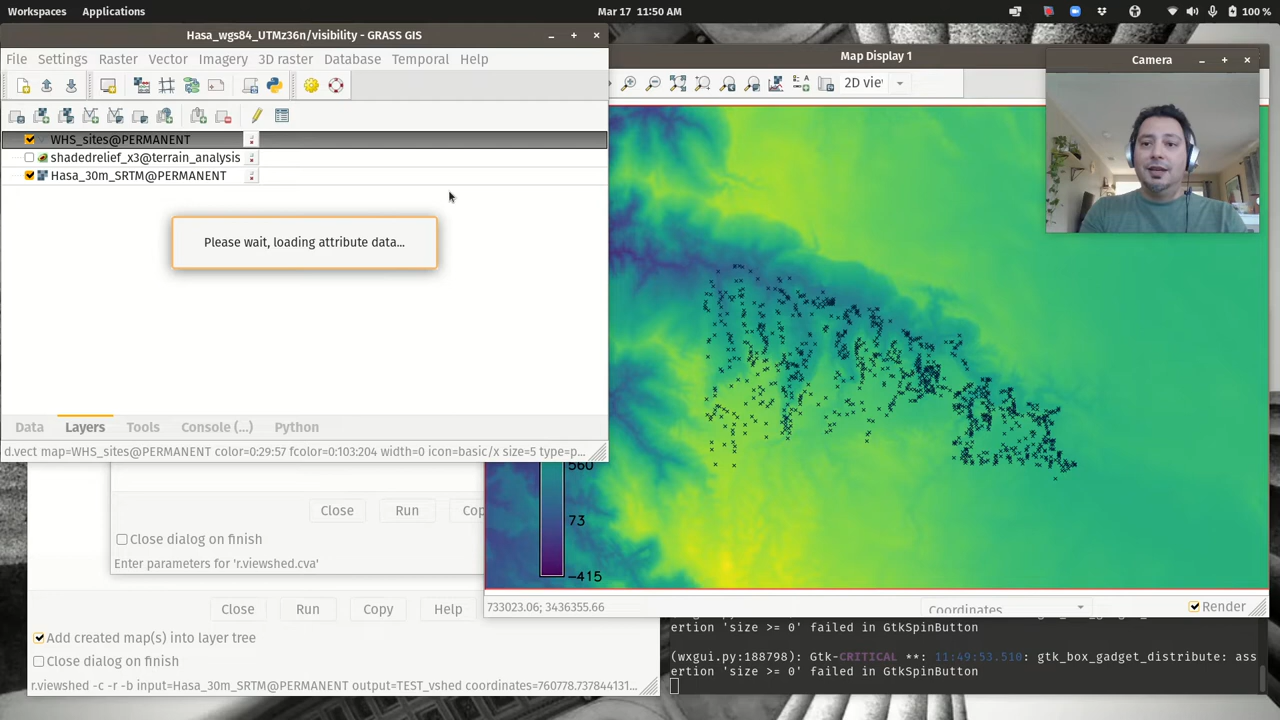 Workspaces Applications Mar 17 11:50 AM 100 %
Hasa_wgs84_UTMz36n/visibility - GRASS GIS
File Settings Raster Vector Imagery 3D raster Database Temporal Help
WHS_sites@PERMANENT
shadedrelief_x3@terrain_analysis
Hasa_30m_SRTM@PERMANENT
Please wait, loading attribute data...
Data Layers Tools Console (...) Python
d.vect map=WHS_sites@PERMANENT color=0:29:57 fcolor=0:103:204 width=0 icon=basic/x size=5 type=p...
Map Display 1
2D vie
Camera
560
73
−415
733023.06; 3436355.66
Coordinates
Render
Close Run Cop
Close dialog on finish
Enter parameters for 'r.viewshed.cva'
Close Run Copy Help
Add created map(s) into layer tree
Close dialog on finish
r.viewshed -c -r -b input=Hasa_30m_SRTM@PERMANENT output=TEST_vshed coordinates=760778.737844131...
ertion 'size >= 0' failed in GtkSpinButton
(wxgui.py:188798): Gtk-CRITICAL **: 11:49:53.510: gtk_box_gadget_distribute: ass
ertion 'size >= 0' failed in GtkSpinButton